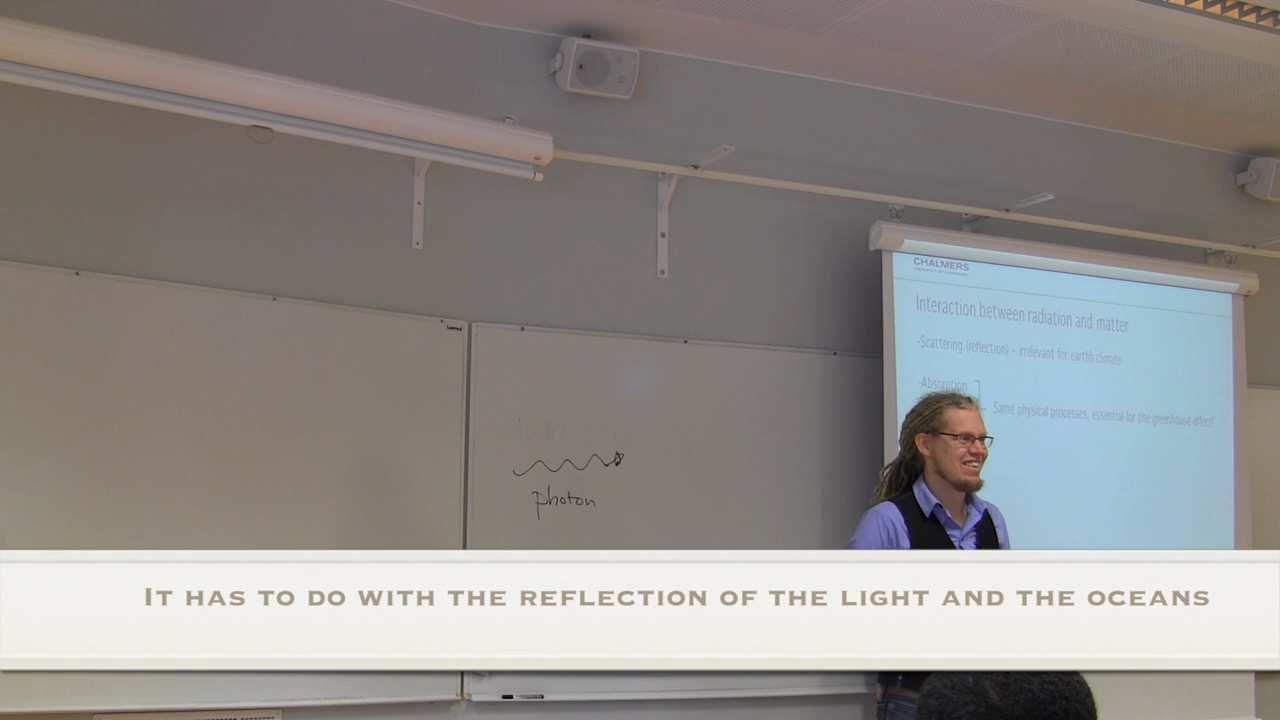 CHALMERS
Interaction between radiation and matter
-Scattering (reflection) – irrelevant for earth's climate
-Absorption
Same physical processes, essential for the greenhouse effect!
photon
IT HAS TO DO WITH THE REFLECTION OF THE LIGHT AND THE OCEANS